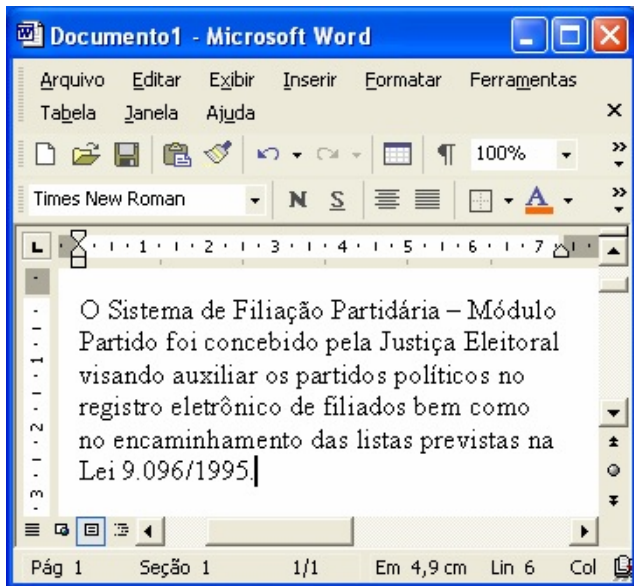 Documento1 - Microsoft Word
Arquivo Editar Exibir Inserir Formatar Ferramentas
Tabela Janela Ajuda
100%
Times New Roman N S A
L 1 2 3 4 5 6 7
O Sistema de Filiação Partidária – Módulo
Partido foi concebido pela Justiça Eleitoral
visando auxiliar os partidos políticos no
registro eletrônico de filiados bem como
no encaminhamento das listas previstas na
Lei 9.096/1995.
1
2
3
Pág 1 Seção 1 1/1 Em 4,9 cm Lin 6 Col